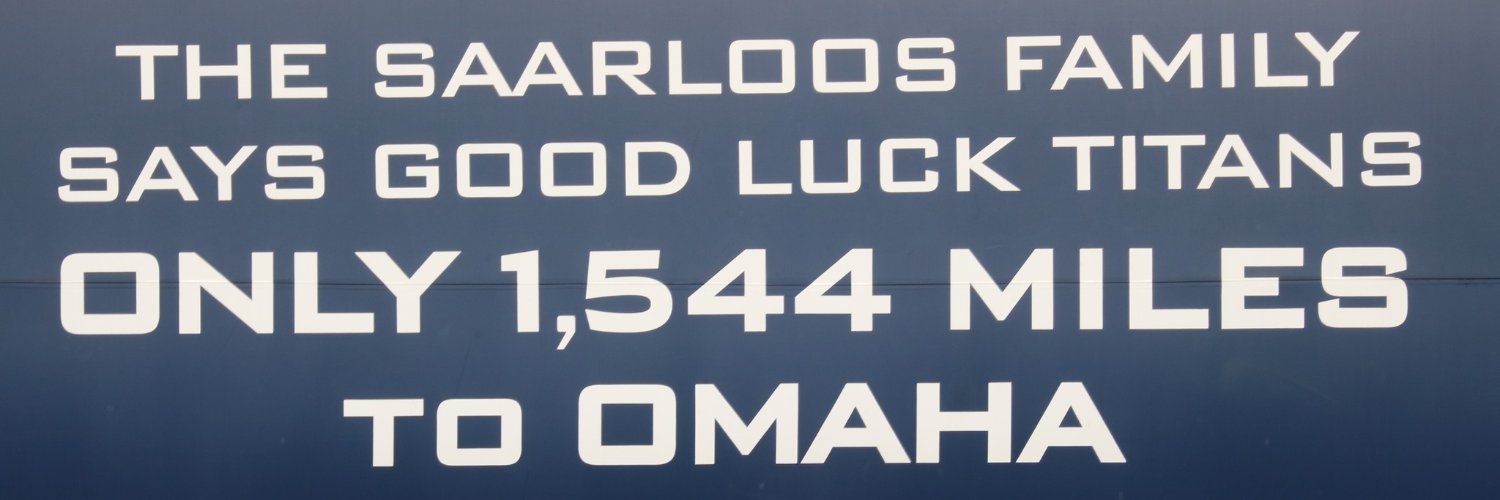 THE SAARLOOS FAMILY
SAYS GOOD LUCK TITANS
ONLY 1,544 MILES
TO OMAHA